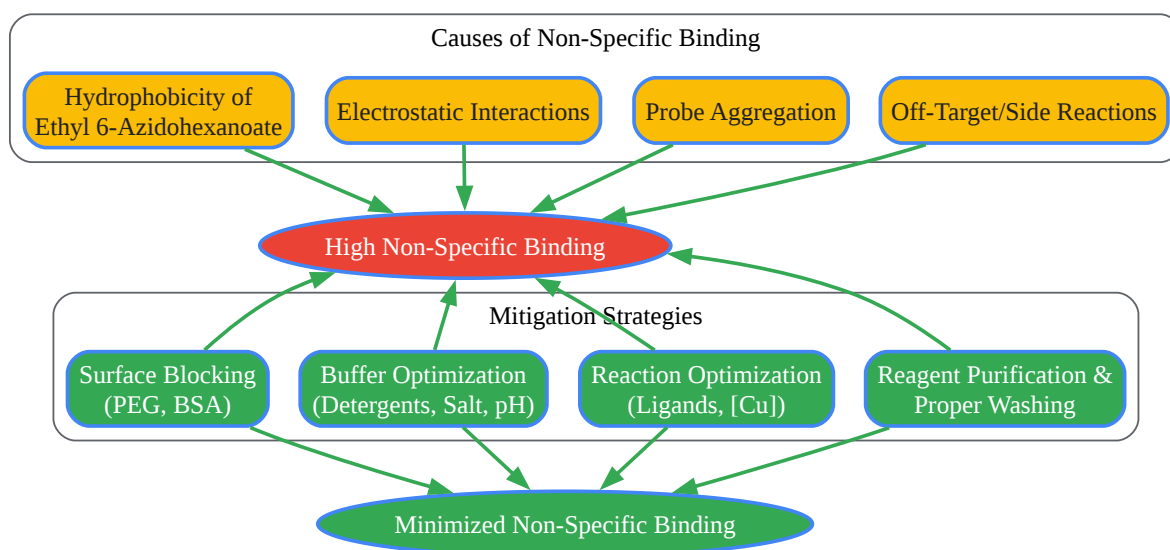 Causes of Non-Specific Binding
Hydrophobicity of
Ethyl 6-Azidohexanoate
Electrostatic Interactions
Probe Aggregation
Off-Target/Side Reactions
High Non-Specific Binding
Mitigation Strategies
Surface Blocking
(PEG, BSA)
Buffer Optimization
(Detergents, Salt, pH)
Reaction Optimization
(Ligands, [Cu])
Reagent Purification &
Proper Washing
Minimized Non-Specific Binding